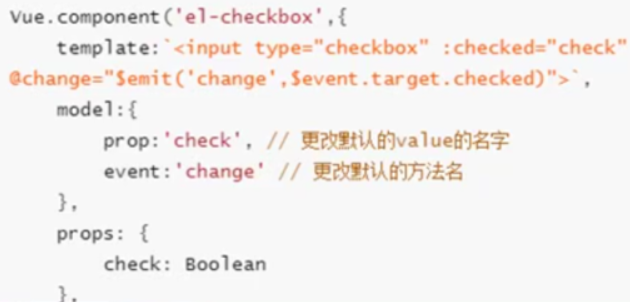 Vue.component('el-checkbox',{
template:`<input type="checkbox" :checked="check"
@change="$emit('change',$event.target.checked)">`,
model:{
prop:'check', // 更改默认的value的名字
event:'change' // 更改默认的方法名
},
props: {
check: Boolean
},